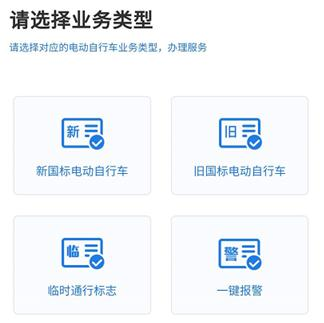 请选择业务类型
请选择对应的电动自行车业务类型，办理服务
新
旧
新国标电动自行车
旧国标电动自行车
临
警
临时通行标志
一键报警